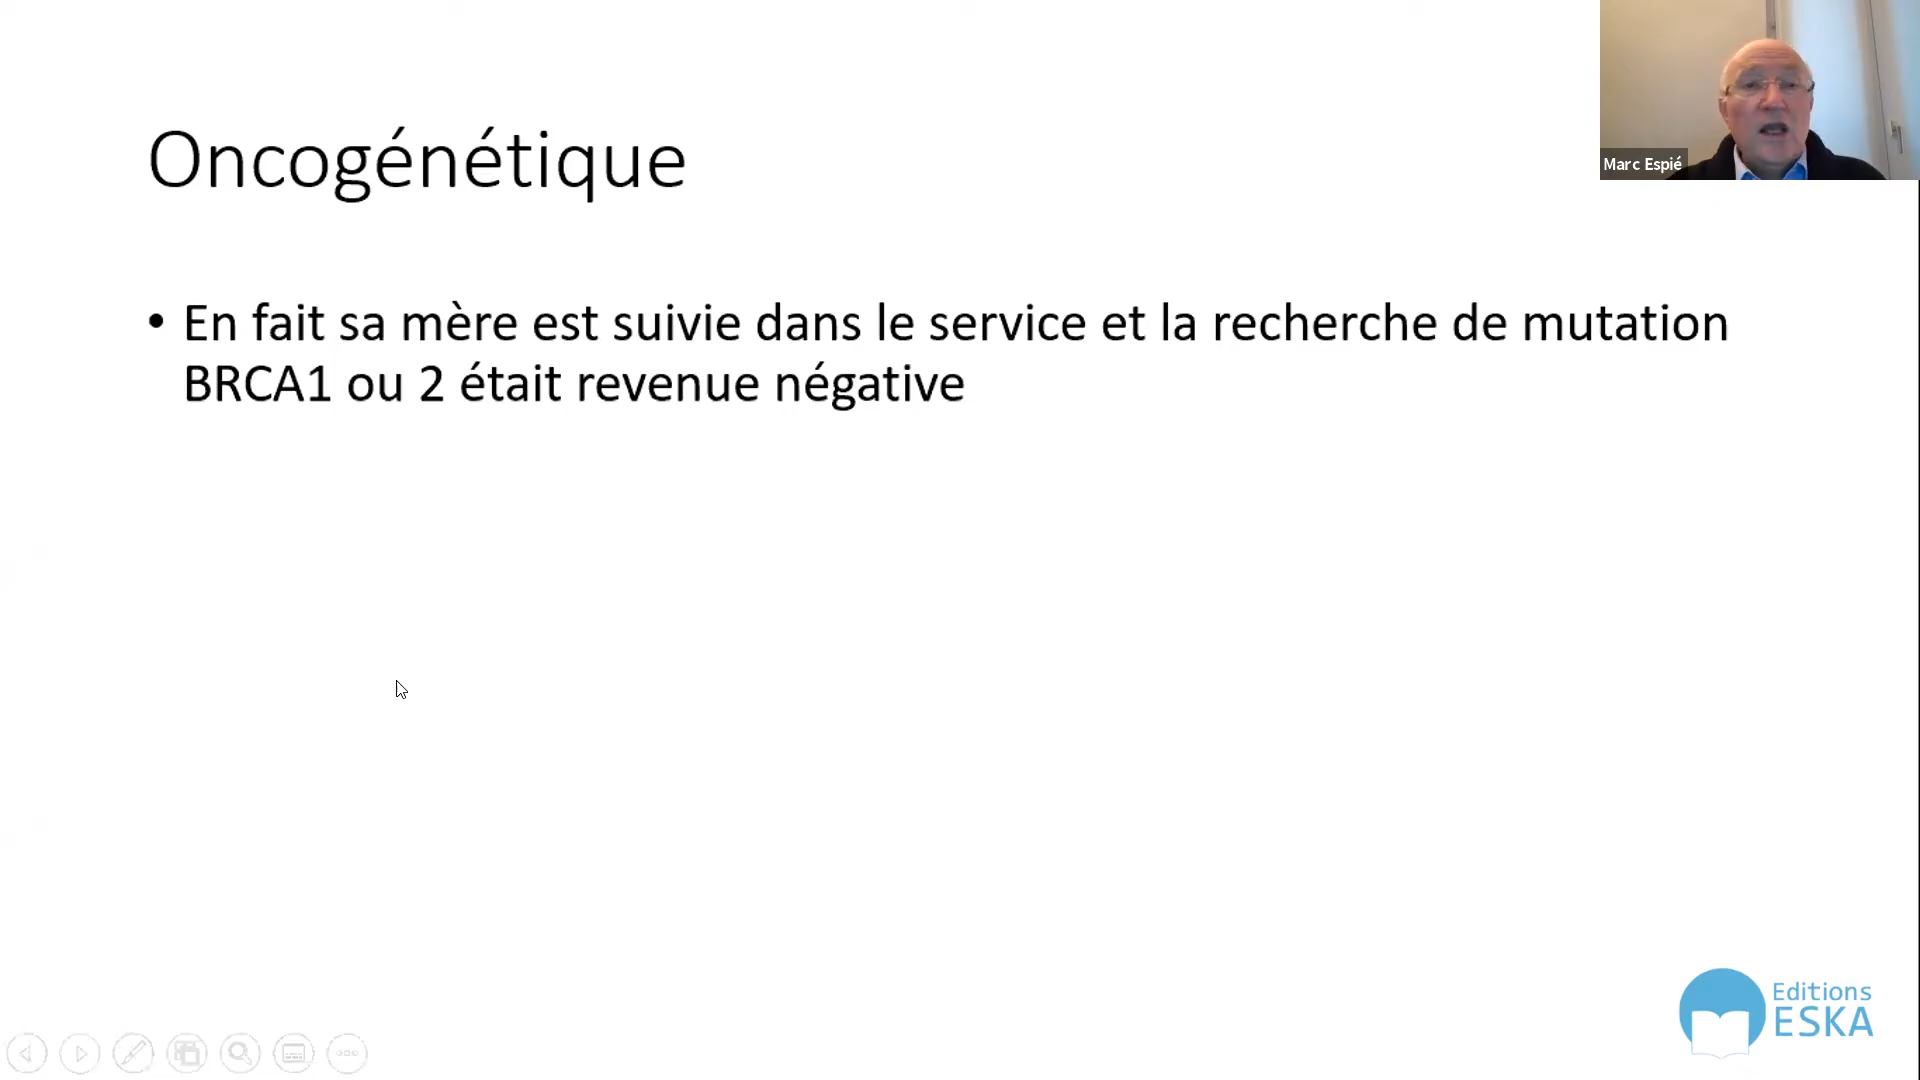 Oncogénétique
Marc Espié
• En fait sa mère est suivie dans le service et la recherche de mutation
BRCA1 ou 2 était revenue négative
Editions
ESKA